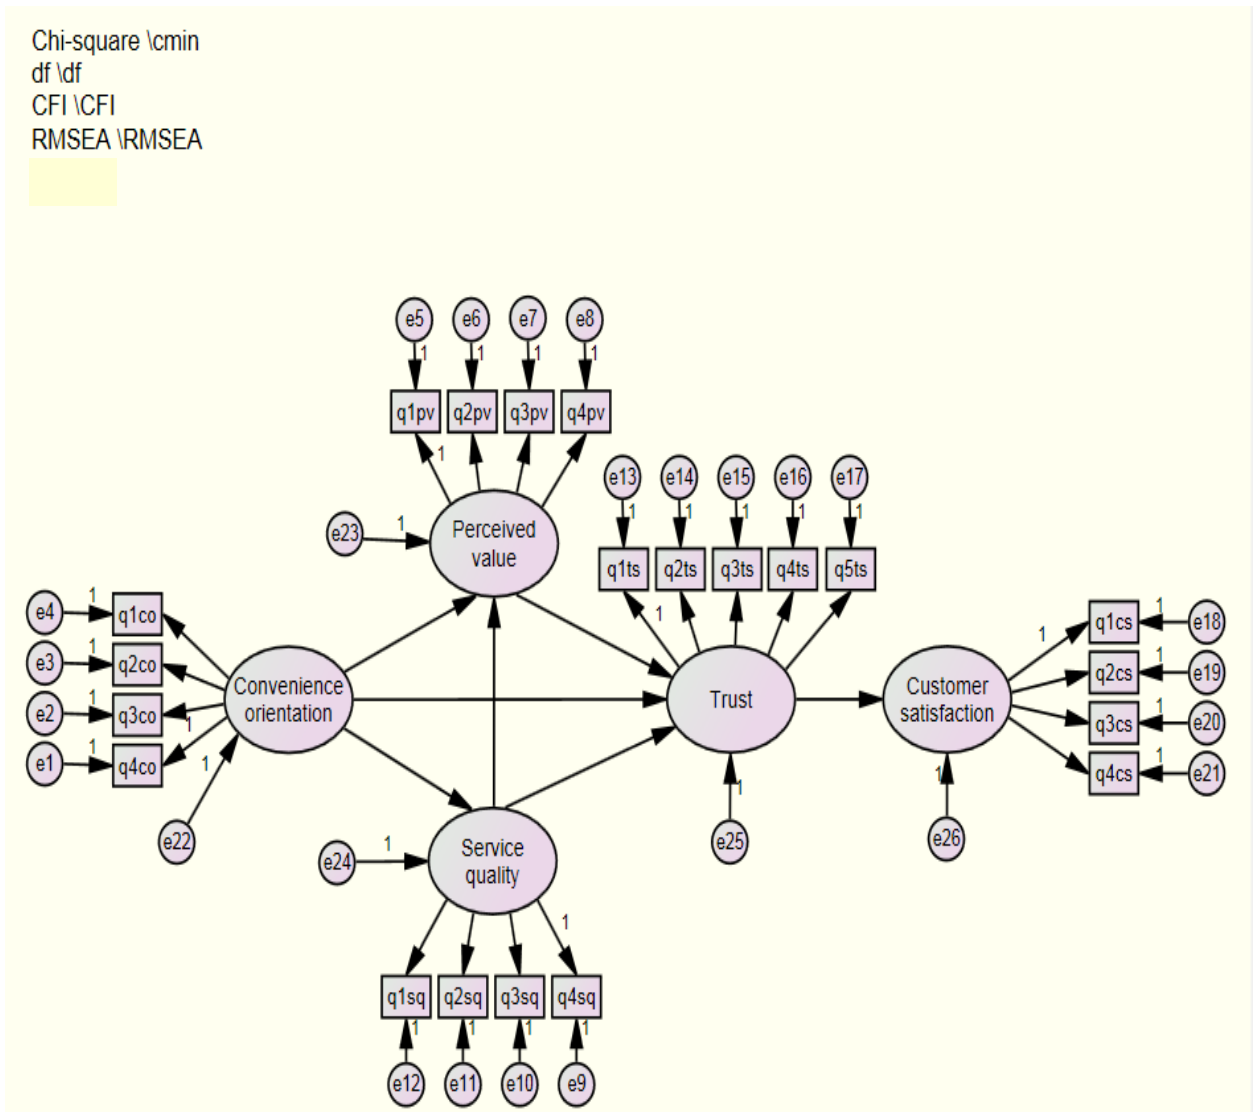 Chi-square \cmin
df \df
CFI \CFI
RMSEA \RMSEA
e5 e6 e7 e8
1 1 1 1
q1pv q2pv q3pv q4pv
1
e13 e14 e15 e16 e17
1 1 1 1 1
e23 1
Perceived
value
q1ts q2ts q3ts q4ts q5ts
1
e4 1 q1co
e3 1 q2co
e2 1 q3co
1
e1 1 q4co
Convenience
orientation
Trust
Customer
satisfaction
1 q1cs 1 e18
q2cs 1 e19
q3cs 1 e20
q4cs 1 e21
1
e22
1
e25
1
e26
e24 1
Service
quality
1
q1sq q2sq q3sq q4sq
1 1 1 1
e12 e11 e10 e9